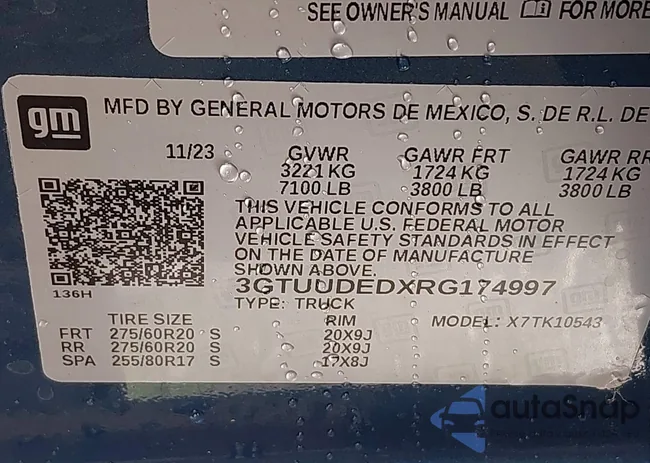 SEE OWNER'S MANUAL FOR MORE
gm
MFD BY GENERAL MOTORS DE MEXICO, S. DE R.L. DE
11/23 GVWR GAWR FRT GAWR RR
3221 KG 1724 KG 1724 KG
7100 LB 3800 LB 3800 LB
THIS VEHICLE CONFORMS TO ALL
APPLICABLE U.S. FEDERAL MOTOR
VEHICLE SAFETY STANDARDS IN EFFECT
ON THE DATE OF MANUFACTURE
SHOWN ABOVE.
3GTUUDEDXRG174997
136H
TYPE: TRUCK
TIRE SIZE RIM MODEL: X7TK10543
FRT 275/60R20 S 20X9J
RR 275/60R20 S 20X9J
SPA 255/80R17 S 17X8J
autoSnap